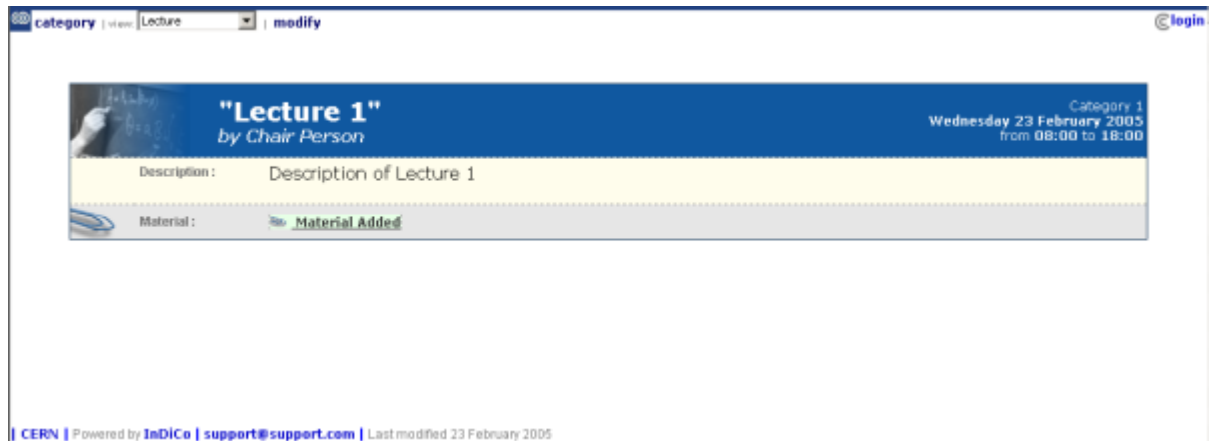 category | view: Lecture | modify
login
"Lecture 1"
by Chair Person
Category 1
Wednesday 23 February 2005
from 08:00 to 18:00
Description : Description of Lecture 1
Material : Material Added
| CERN | Powered by InDiCo | support@support.com | Last modified 23 February 2005